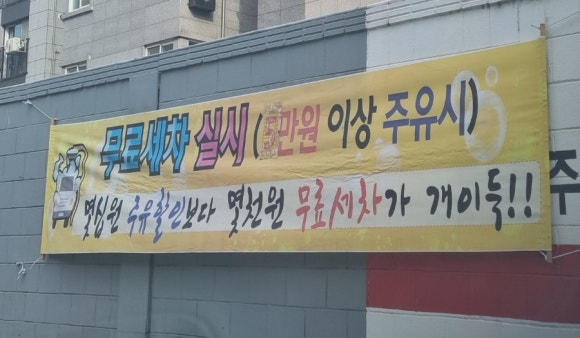 무료세차 실시 (5만원 이상 주유시)
몇십원 주유할인보다 몇천원 무료세차가 개이득!!
주